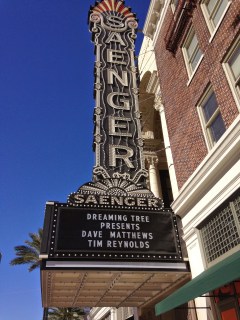 SAENGER
SAENGER
DREAMING TREE
PRESENTS
DAVE MATTHEWS
TIM REYNOLDS